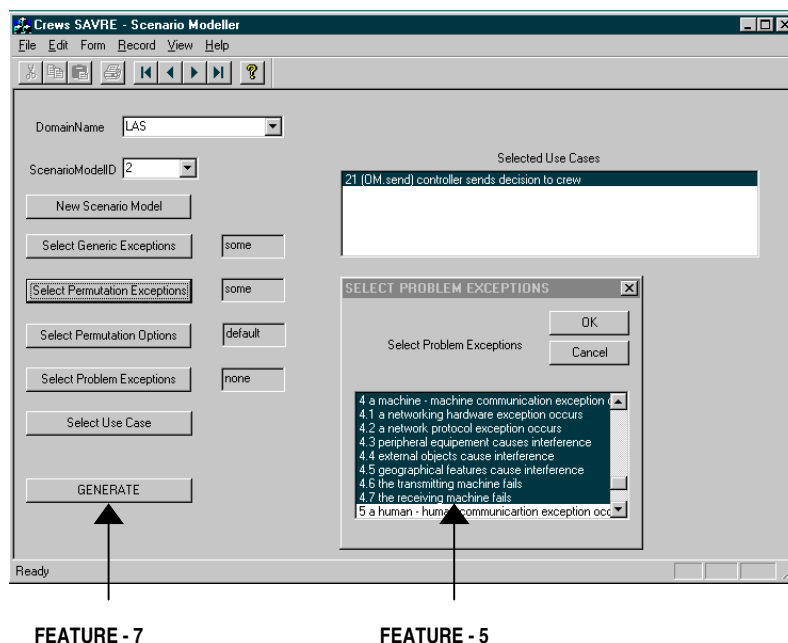 Crews SAVRE - Scenario Modeller
File Edit Form Record View Help
DomainName LAS
ScenarioModelID 2
New Scenario Model
Select Generic Exceptions some
Select Permutation Exceptions some
Select Permutation Options default
Select Problem Exceptions none
Select Use Case
GENERATE
Selected Use Cases
21 (OM.send) controller sends decision to crew
SELECT PROBLEM EXCEPTIONS
OK
Select Problem Exceptions
Cancel
4 a machine - machine communication exception
4.1 a networking hardware exception occurs
4.2 a network protocol exception occurs
4.3 peripheral equipement causes interference
4.4 external objects cause interference
4.5 geographical features cause interference
4.6 the transmitting machine fails
4.7 the receiving machine fails
5 a human - human communicartion exception occ
Ready
FEATURE - 7
FEATURE - 5